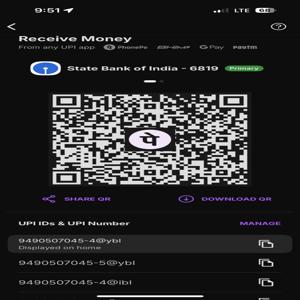 9:51
LTE 68
Receive Money
From any UPI app PhonePe BHIM G Pay paytm
State Bank of India - 6819 Primary
SHARE QR DOWNLOAD QR
UPI IDs & UPI Number MANAGE
9490507045-4@ybl
Displayed on home
9490507045-5@ybl
9490507045-4@ibl